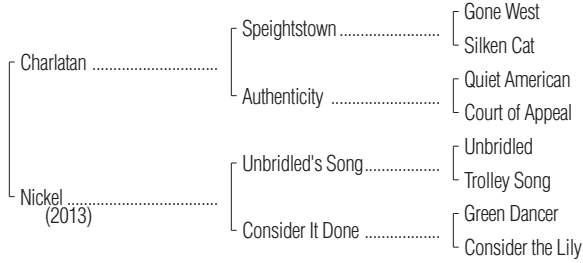 Gone West
Speightstown
Silken Cat
Charlatan
Quiet American
Authenticity
Court of Appeal
Unbridled
Unbridled's Song
Trolley Song
Nickel
(2013)
Green Dancer
Consider It Done
Consider the Lily